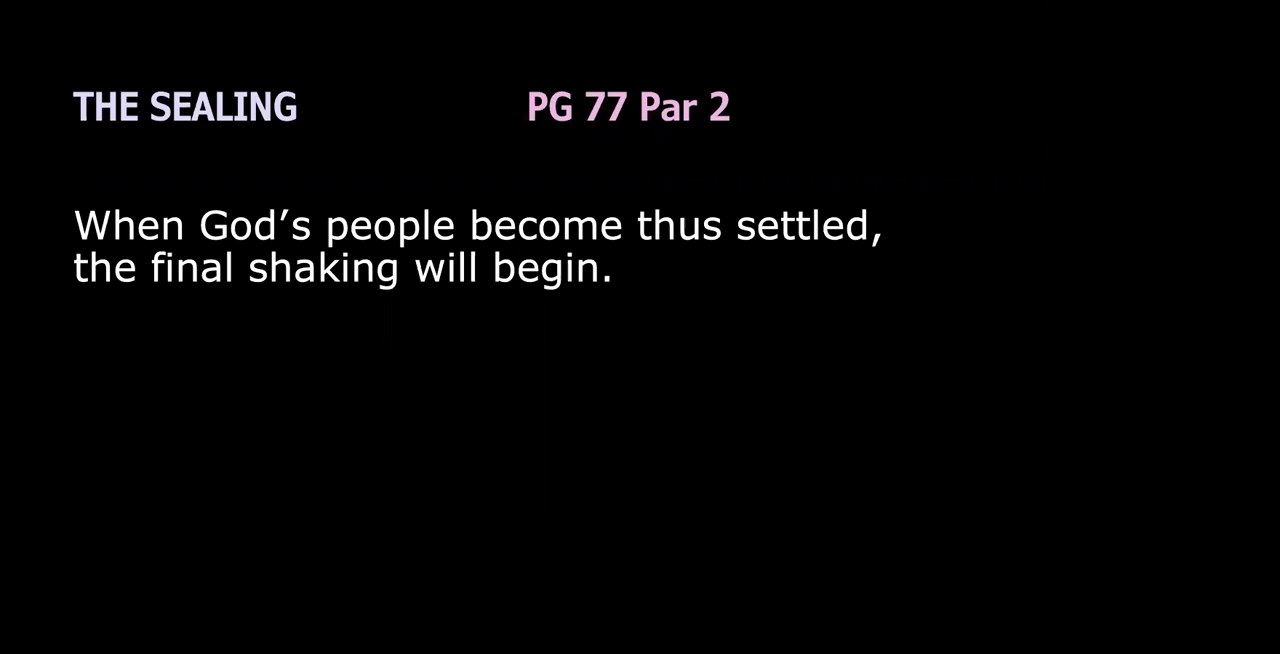 THE SEALING PG 77 Par 2
When God’s people become thus settled,
the final shaking will begin.